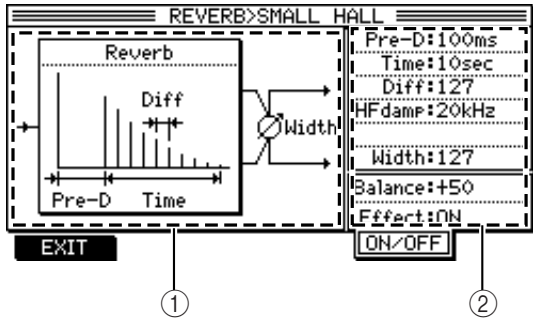 REVERB>SMALL HALL
Reverb
Diff
Width
Pre-D Time
Pre-D:100ms
Time:10sec
Diff:127
HFdamp:20kHz
Width:127
Balance:+50
Effect:ON
EXIT
ON/OFF
① ②